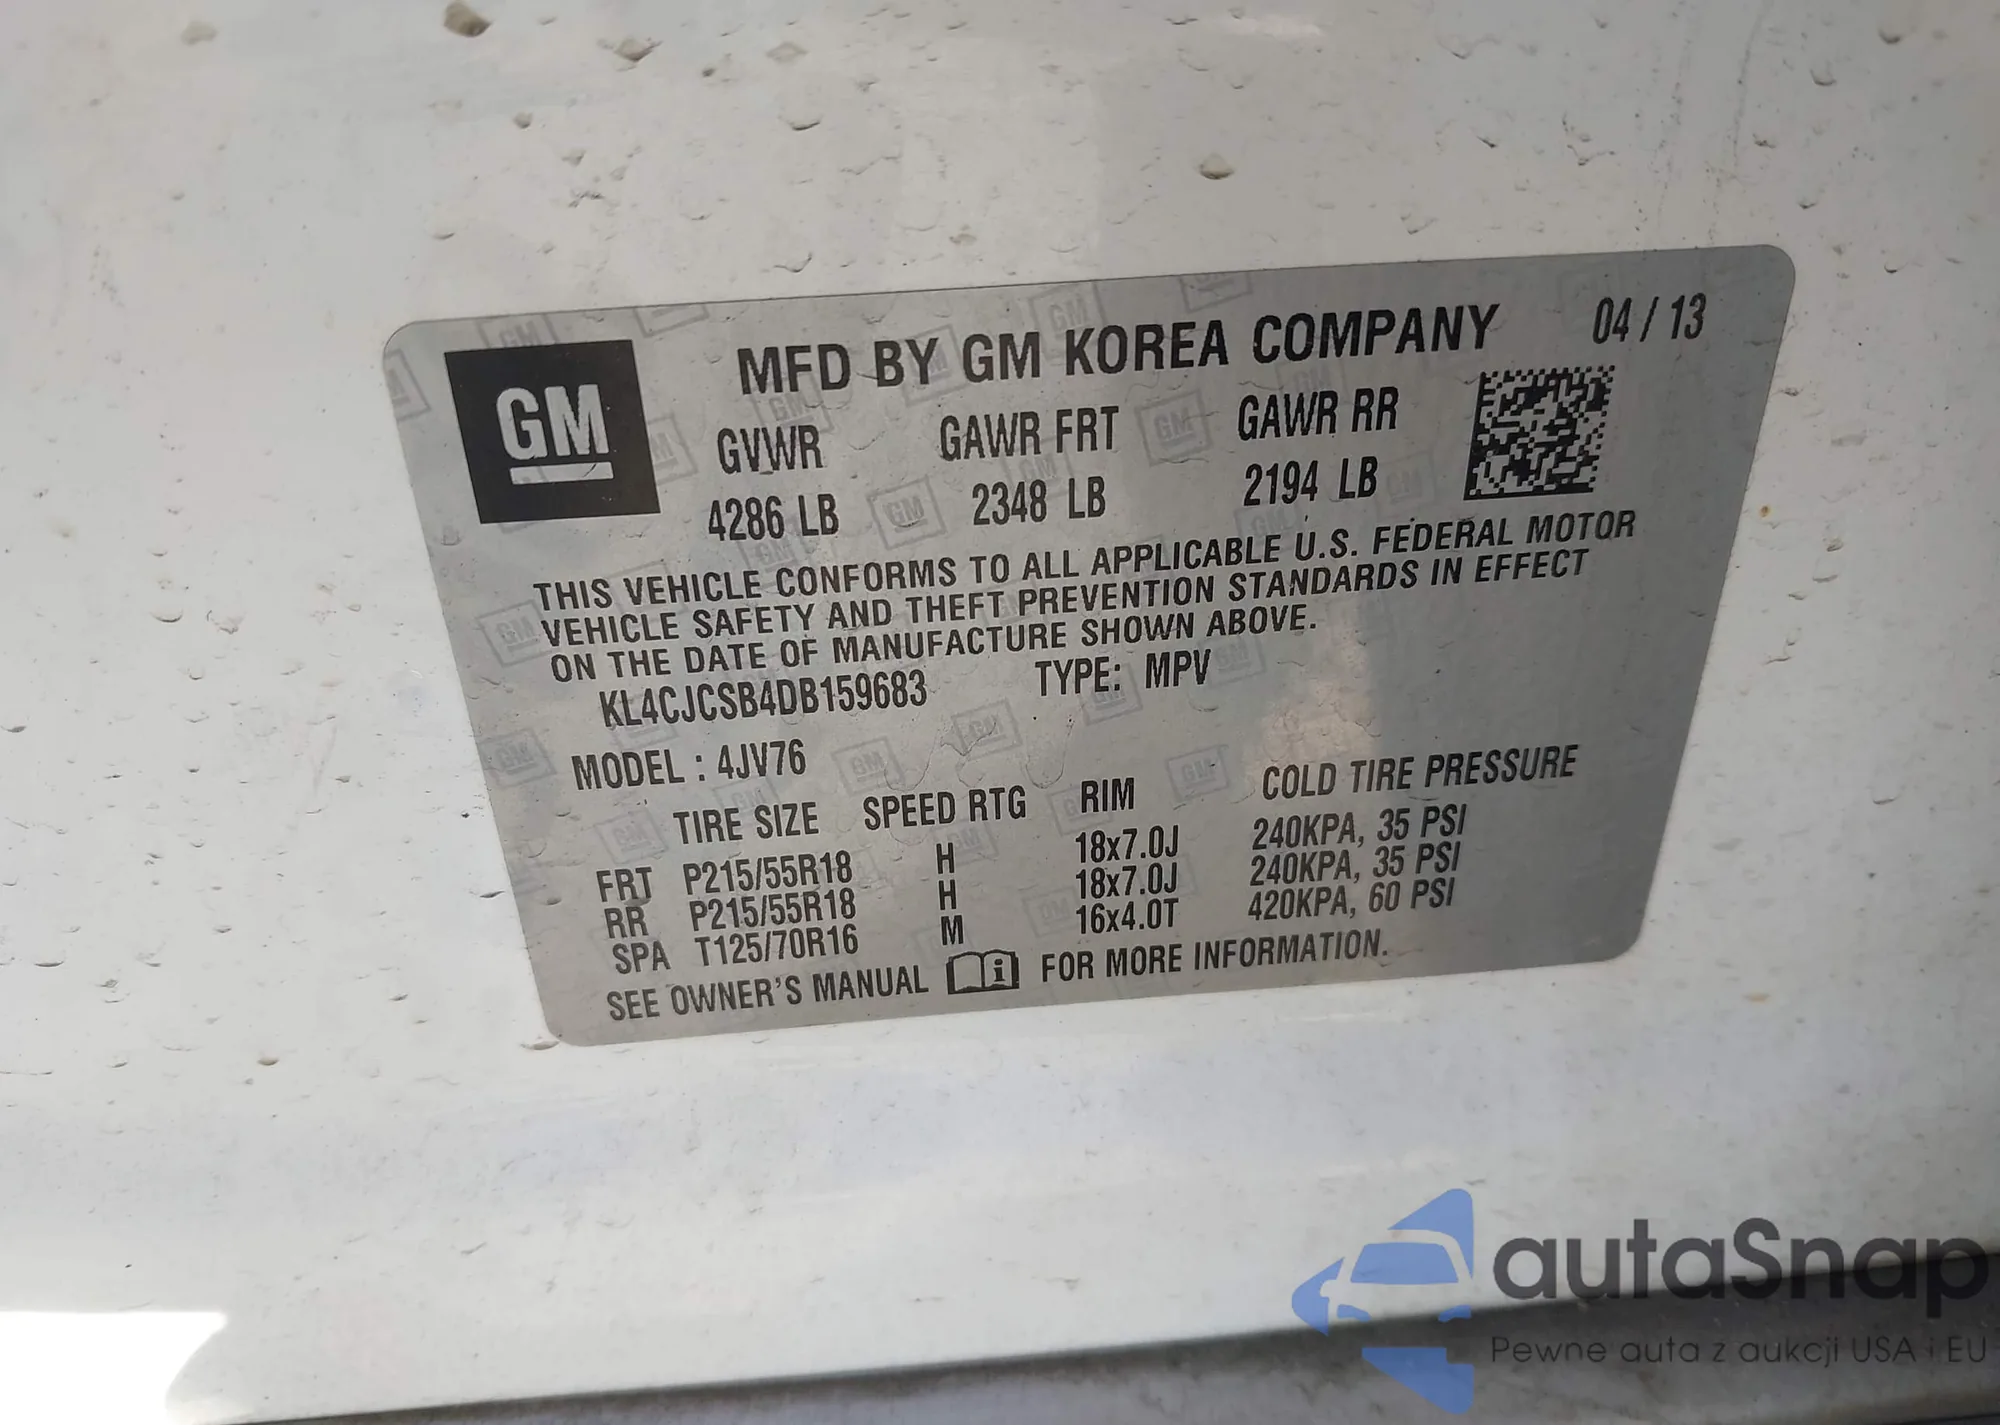 GM
MFD BY GM KOREA COMPANY 04 / 13
GVWR GAWR FRT GAWR RR
4286 LB 2348 LB 2194 LB
THIS VEHICLE CONFORMS TO ALL APPLICABLE U.S. FEDERAL MOTOR
VEHICLE SAFETY AND THEFT PREVENTION STANDARDS IN EFFECT
ON THE DATE OF MANUFACTURE SHOWN ABOVE.
KL4CJCSB4DB159683 TYPE: MPV
MODEL : 4JV76
TIRE SIZE SPEED RTG RIM COLD TIRE PRESSURE
FRT P215/55R18 H 18x7.0J 240KPA, 35 PSI
RR P215/55R18 H 18x7.0J 240KPA, 35 PSI
SPA T125/70R16 M 16x4.0T 420KPA, 60 PSI
SEE OWNER'S MANUAL i FOR MORE INFORMATION.
autaSnap
Pewne auta z aukcji USA i EU